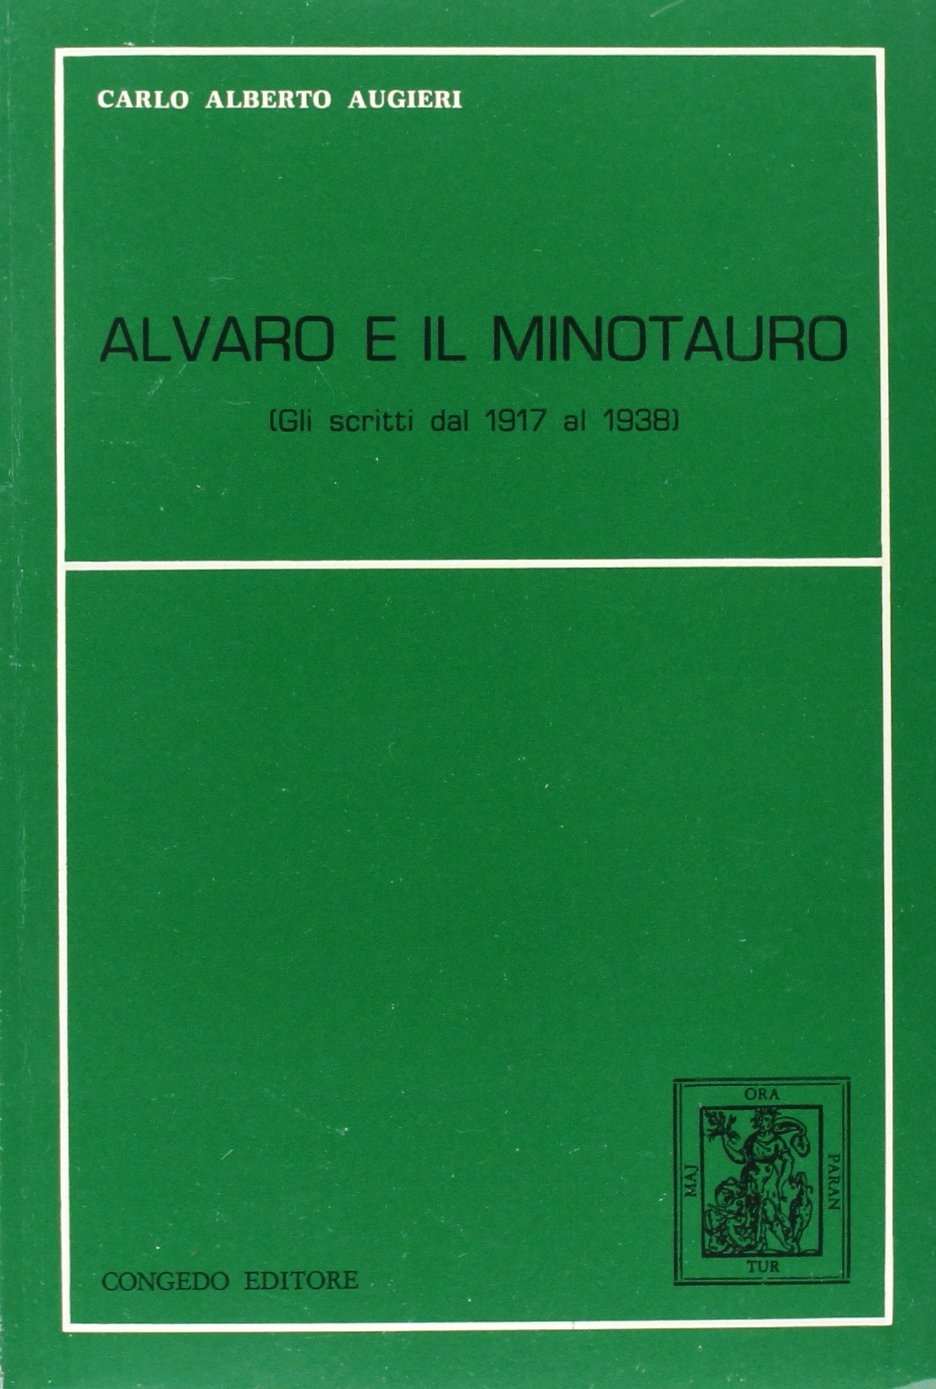 CARLO ALBERTO AUGIERI
ALVARO E IL MINOTAURO
(Gli scritti dal 1917 al 1938)
MAJ
ORA
PARAN
TUR
CONGEDO EDITORE